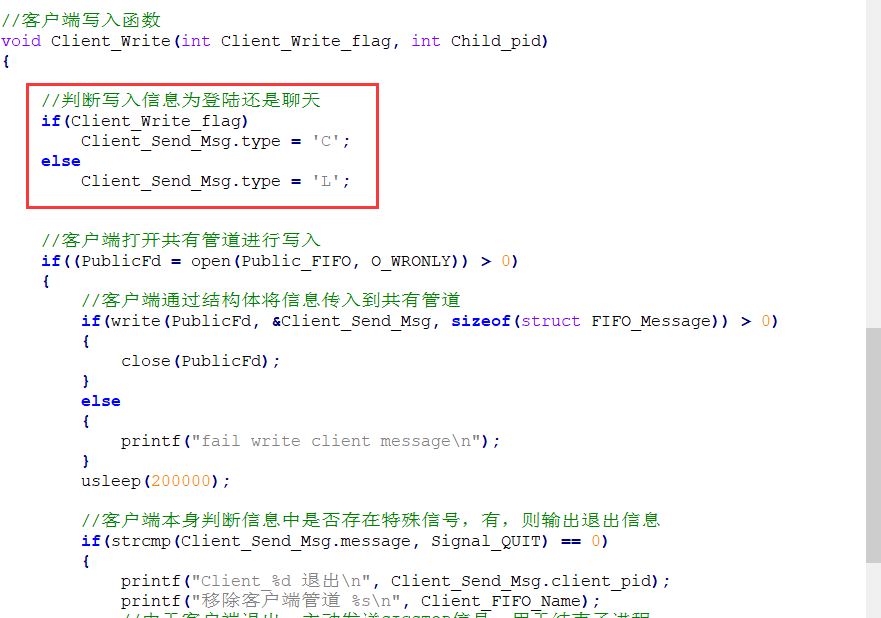 //客户端写入函数
void Client_Write(int Client_Write_flag, int Child_pid)
{
//判断写入信息为登陆还是聊天
if(Client_Write_flag)
Client_Send_Msg.type = 'C';
else
Client_Send_Msg.type = 'L';
//客户端打开共有管道进行写入
if((PublicFd = open(Public_FIFO, O_WRONLY)) > 0)
{
//客户端通过结构体将信息传入到共有管道
if(write(PublicFd, &Client_Send_Msg, sizeof(struct FIFO_Message)) > 0)
{
close(PublicFd);
}
else
{
printf("fail write client message\n");
}
usleep(200000);
//客户端本身判断信息中是否存在特殊信号，有，则输出退出信息
if(strcmp(Client_Send_Msg.message, Signal_QUIT) == 0)
{
printf("Client_%d 退出\n", Client_Send_Msg.client_pid);
printf("移除客户端管道 %s\n", Client_FIFO_Name);